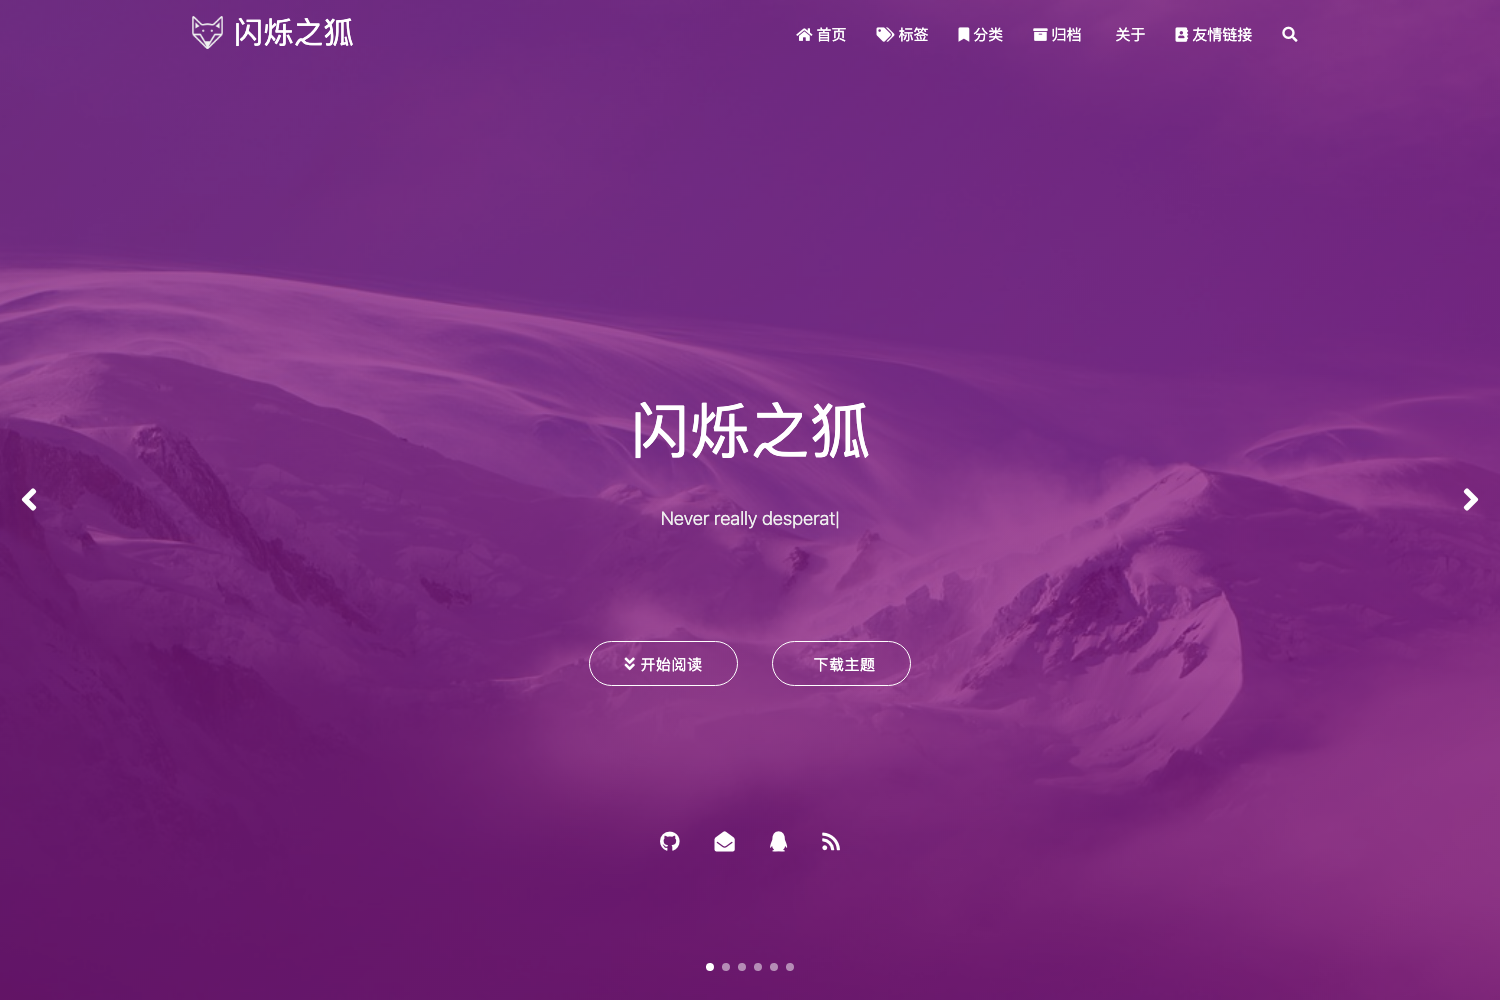 闪烁之狐
首页 标签 分类 归档 关于 友情链接
闪烁之狐
Never really desperat|
开始阅读 下载主题